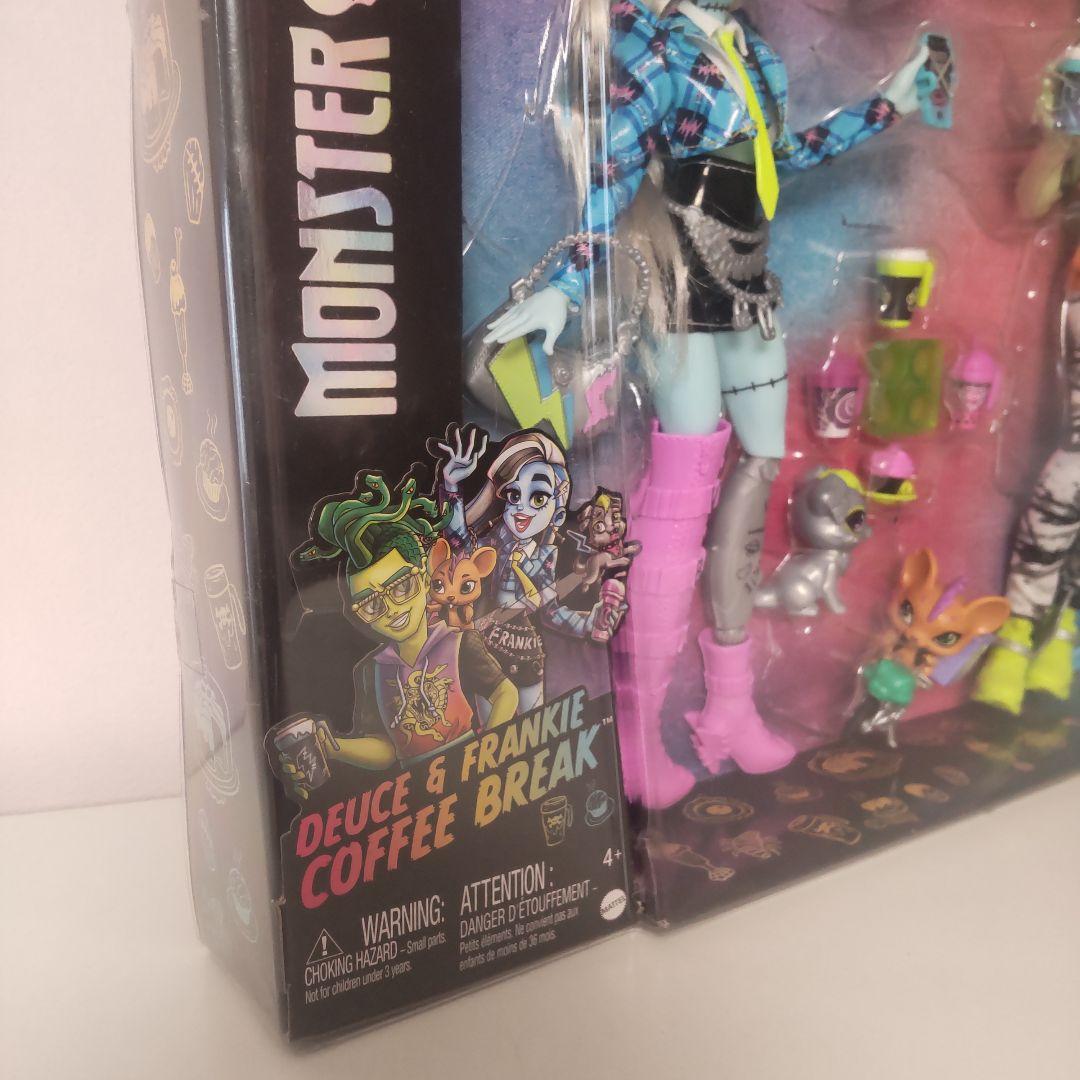 MONSTER
FRANKIE
DEUCE & FRANKIE
COFFEE BREAK™
4+
MATTEL
WARNING:
CHOKING HAZARD – Small parts.
Not for children under 3 years.
ATTENTION :
DANGER D'ÉTOUFFEMENT –
Petits éléments. Ne convient pas aux
enfants de moins de 36 mois.